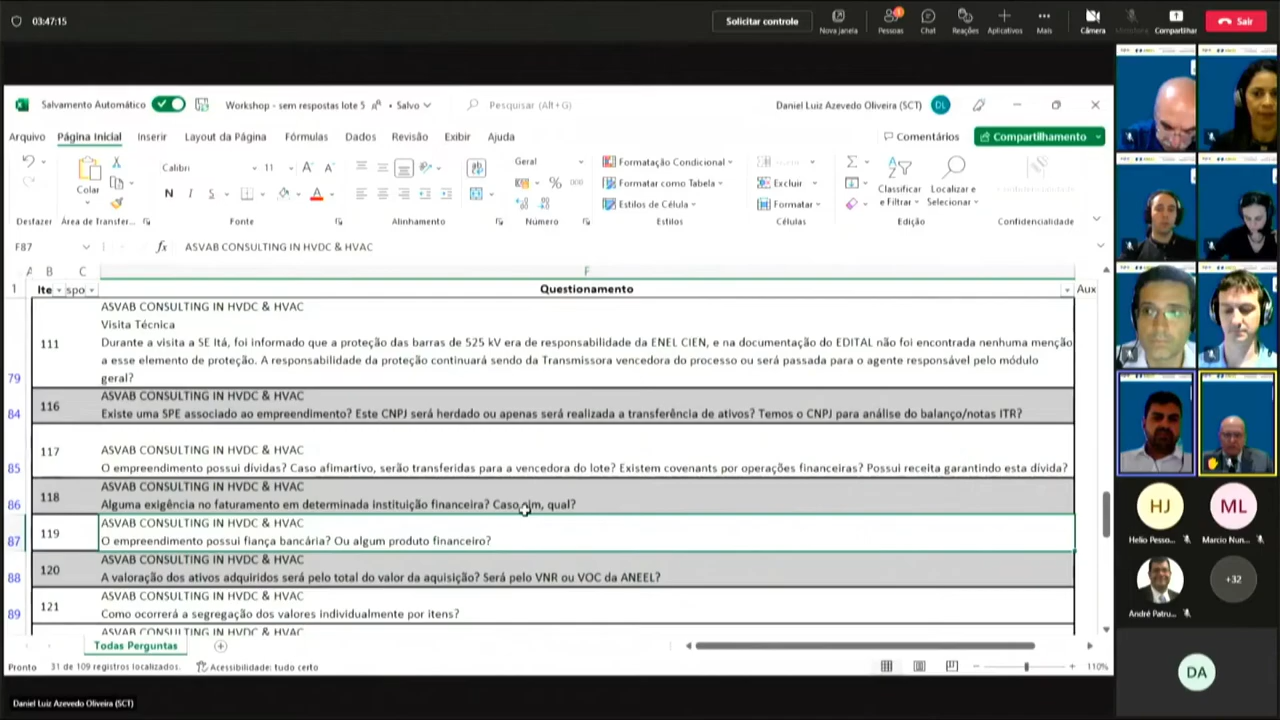 03:47:15
Solicitar controle
Nova janela
Pessoas
Chat
Reações
Aplicativos
Mais
Câmera
Compartilhar
Sair
Salvamento Automático
Workshop - sem respostas lote 5
Salvo
Pesquisar (Alt+G)
Daniel Luiz Azevedo Oliveira (SCT)
DL
Arquivo
Página Inicial
Inserir
Layout da Página
Fórmulas
Dados
Revisão
Exibir
Ajuda
Comentários
Compartilhamento
Colar
Calibri
11
N I S
Geral
Formatação Condicional
Formatar como Tabela
Estilos de Célula
Excluir
Formatar
Classificar e Filtrar
Localizar e Selecionar
Desfazer
Área de Transfer...
Fonte
Alinhamento
Número
Estilos
Células
Edição
Confidencialidade
F87
fx
ASVAB CONSULTING IN HVDC & HVAC
A B C F
1 Ite spo Questionamento Aux
ASVAB CONSULTING IN HVDC & HVAC
Visita Técnica
111
Durante a visita a SE Itá, foi informado que a proteção das barras de 525 kV era de responsabilidade da ENEL CIEN, e na documentação do EDITAL não foi encontrada nenhuma menção
a esse elemento de proteção. A responsabilidade da proteção continuará sendo da Transmissora vencedora do processo ou será passada para o agente responsável pelo módulo
79 geral?
ASVAB CONSULTING IN HVDC & HVAC
116
84 Existe uma SPE associado ao empreendimento? Este CNPJ será herdado ou apenas será realizada a transferência de ativos? Temos o CNPJ para análise do balanço/notas ITR?
117 ASVAB CONSULTING IN HVDC & HVAC
85 O empreendimento possui dívidas? Caso afimartivo, serão transferidas para a vencedora do lote? Existem covenants por operações financeiras? Possui receita garantindo esta dívida?
ASVAB CONSULTING IN HVDC & HVAC
118
86 Alguma exigência no faturamento em determinada instituição financeira? Caso sim, qual?
ASVAB CONSULTING IN HVDC & HVAC
119
87 O empreendimento possui fiança bancária? Ou algum produto financeiro?
ASVAB CONSULTING IN HVDC & HVAC
120
88 A valoração dos ativos adquiridos será pelo total do valor da aquisição? Será pelo VNR ou VOC da ANEEL?
ASVAB CONSULTING IN HVDC & HVAC
121
89 Como ocorrerá a segregação dos valores individualmente por itens?
ASVAB CONSULTING IN HVDC & HVAC
Todas Perguntas
Pronto
31 de 109 registros localizados.
Acessibilidade: tudo certo
110%
HJ
ML
Helio Pesso...
Marcio Nun...
André Patru...
+32
DA
Daniel Luiz Azevedo Oliveira (SCT)